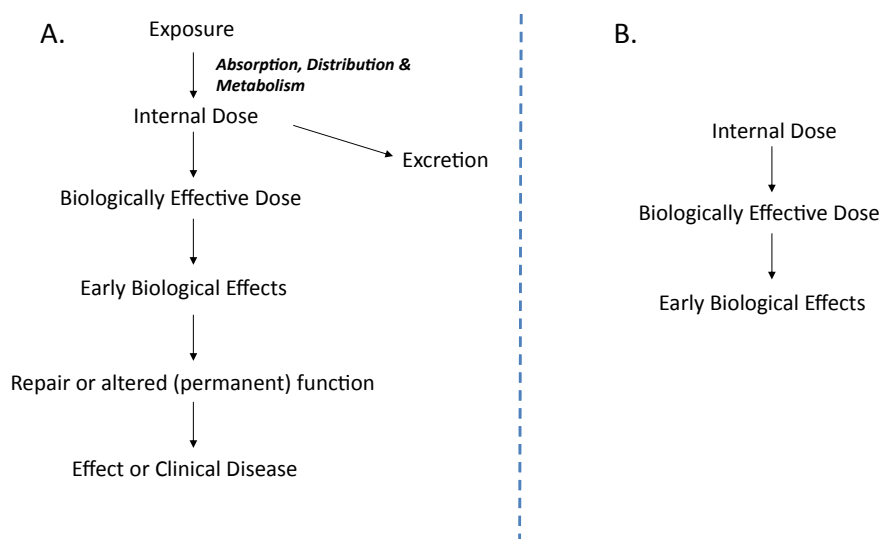 A.
Exposure
Absorption, Distribution &
Metabolism
Internal Dose
Excretion
Biologically Effective Dose
Early Biological Effects
Repair or altered (permanent) function
Effect or Clinical Disease
B.
Internal Dose
Biologically Effective Dose
Early Biological Effects